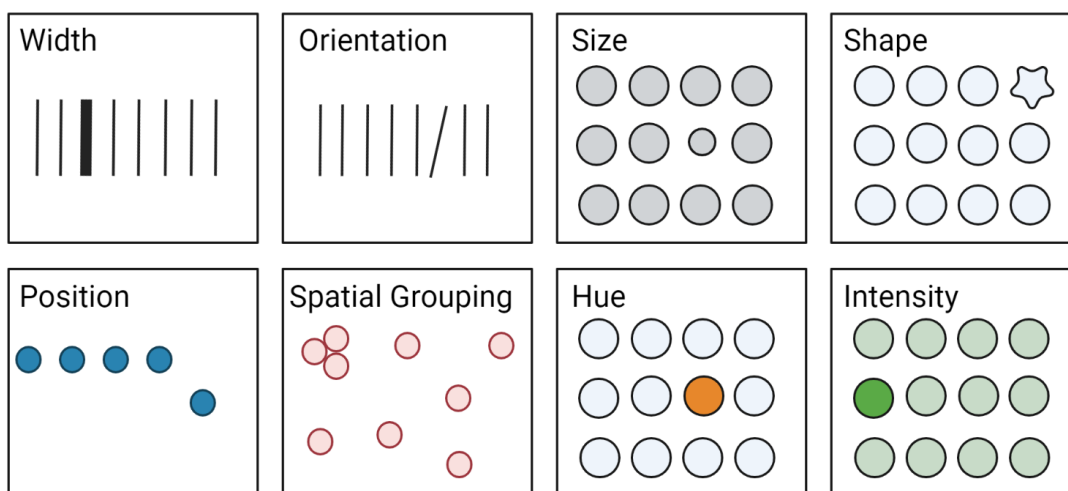 Width
Orientation
Size
Shape
Position
Spatial Grouping
Hue
Intensity